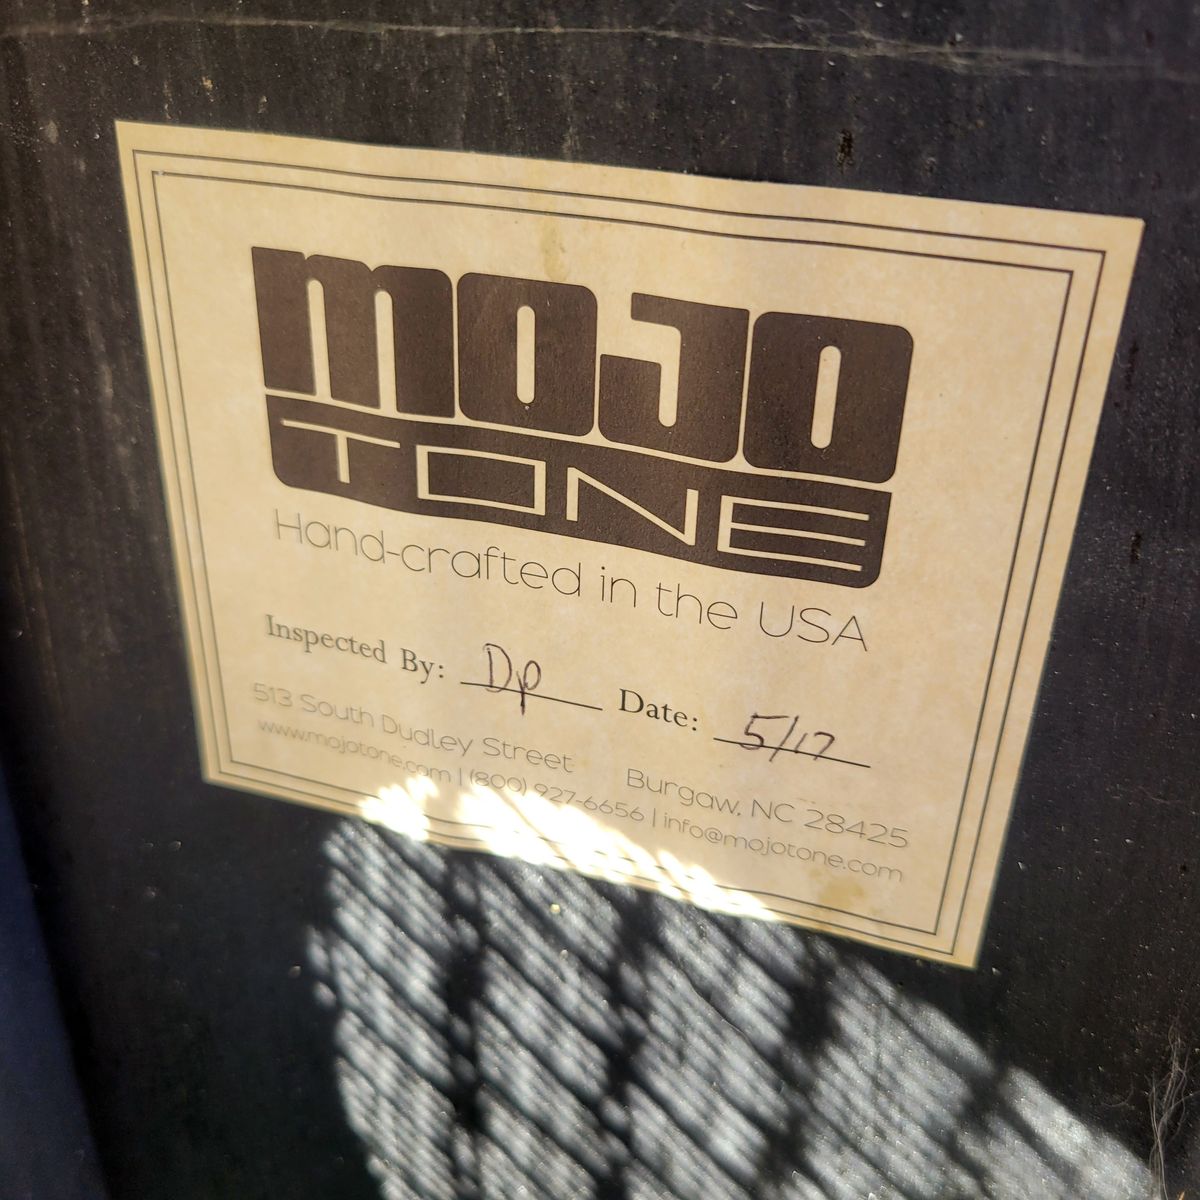 MOJO
TONE
Hand-crafted in the USA
Inspected By: Dp Date: 5/17
513 South Dudley Street Burgaw, NC 28425
www.mojotone.com | (800) 927-6656 | info@mojotone.com